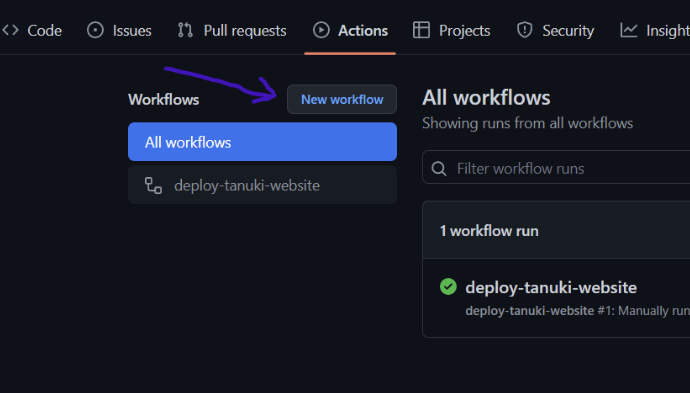 Code Issues Pull requests Actions Projects Security Insight
Workflows New workflow
All workflows
deploy-tanuki-website
All workflows
Showing runs from all workflows
Filter workflow runs
1 workflow run
deploy-tanuki-website
deploy-tanuki-website #1: Manually run